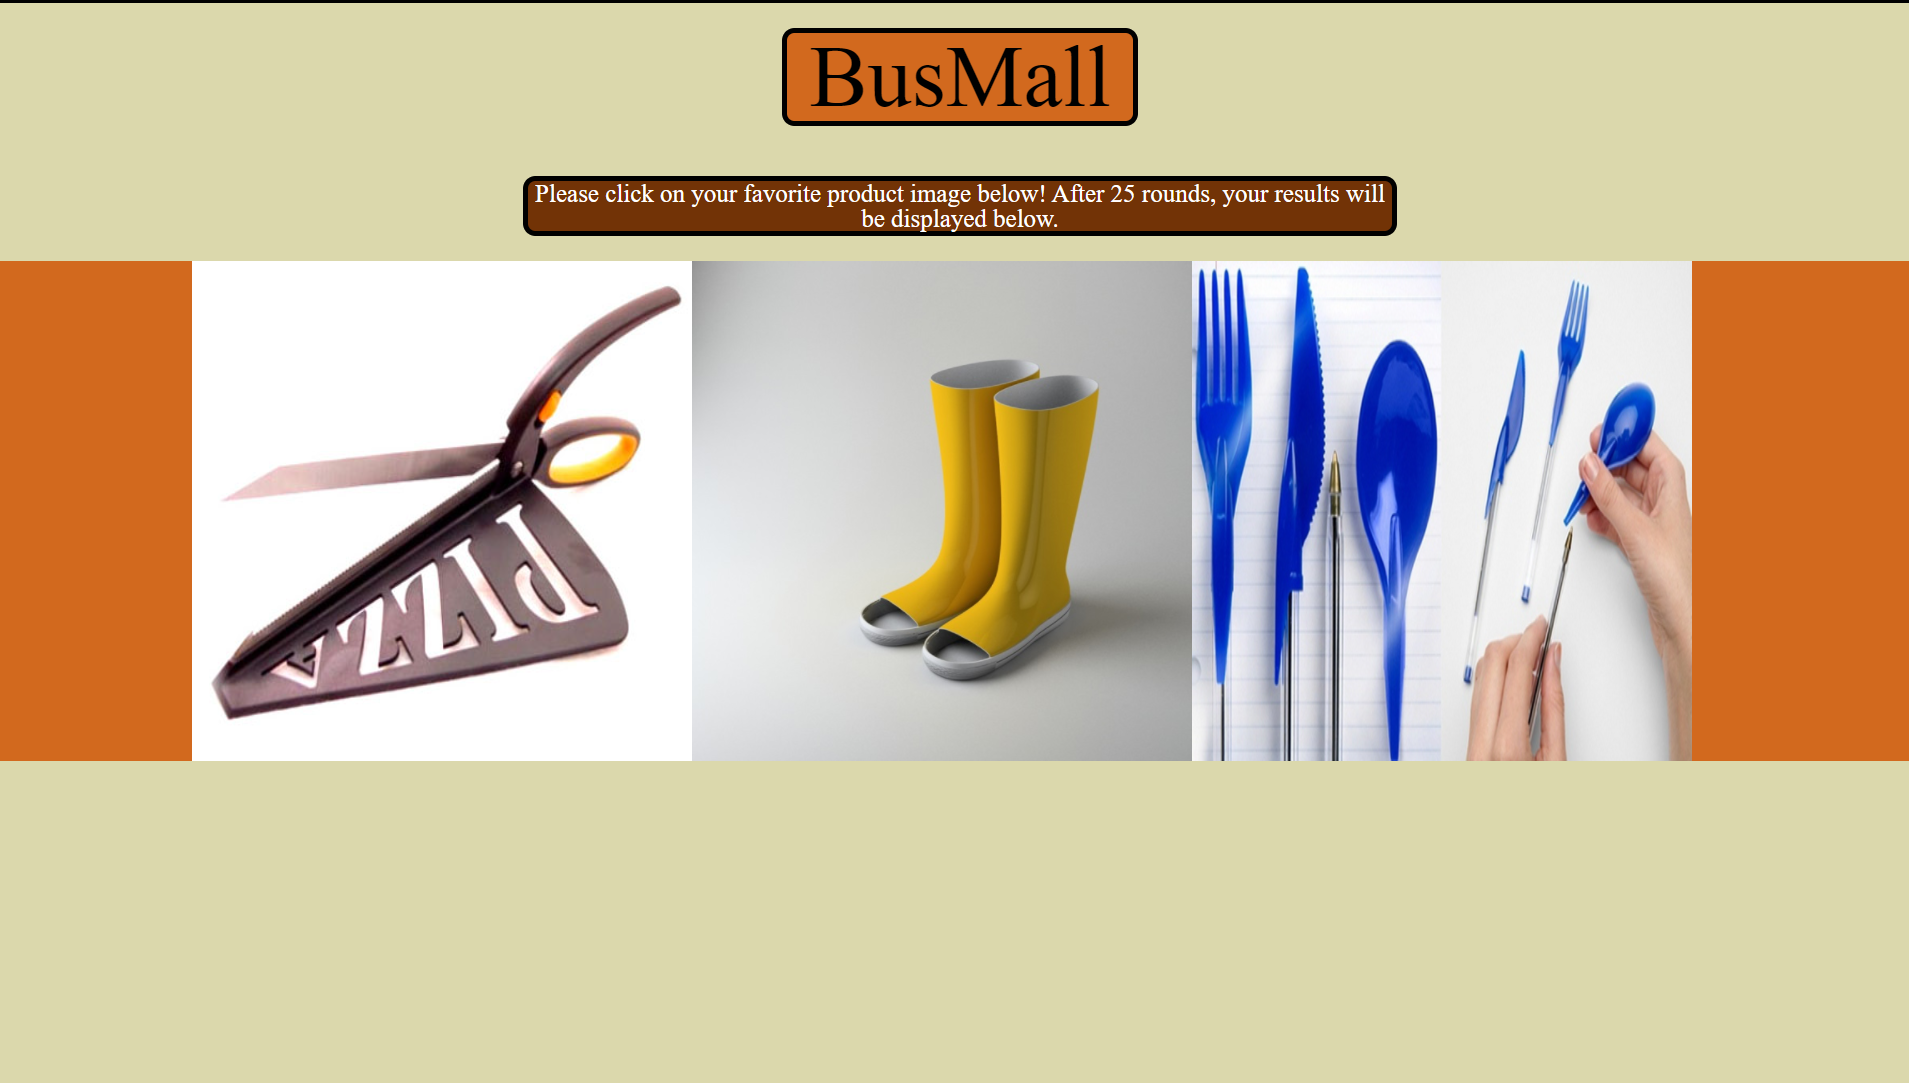 BusMall
Please click on your favorite product image below! After 25 rounds, your results will
be displayed below.
PIZZA